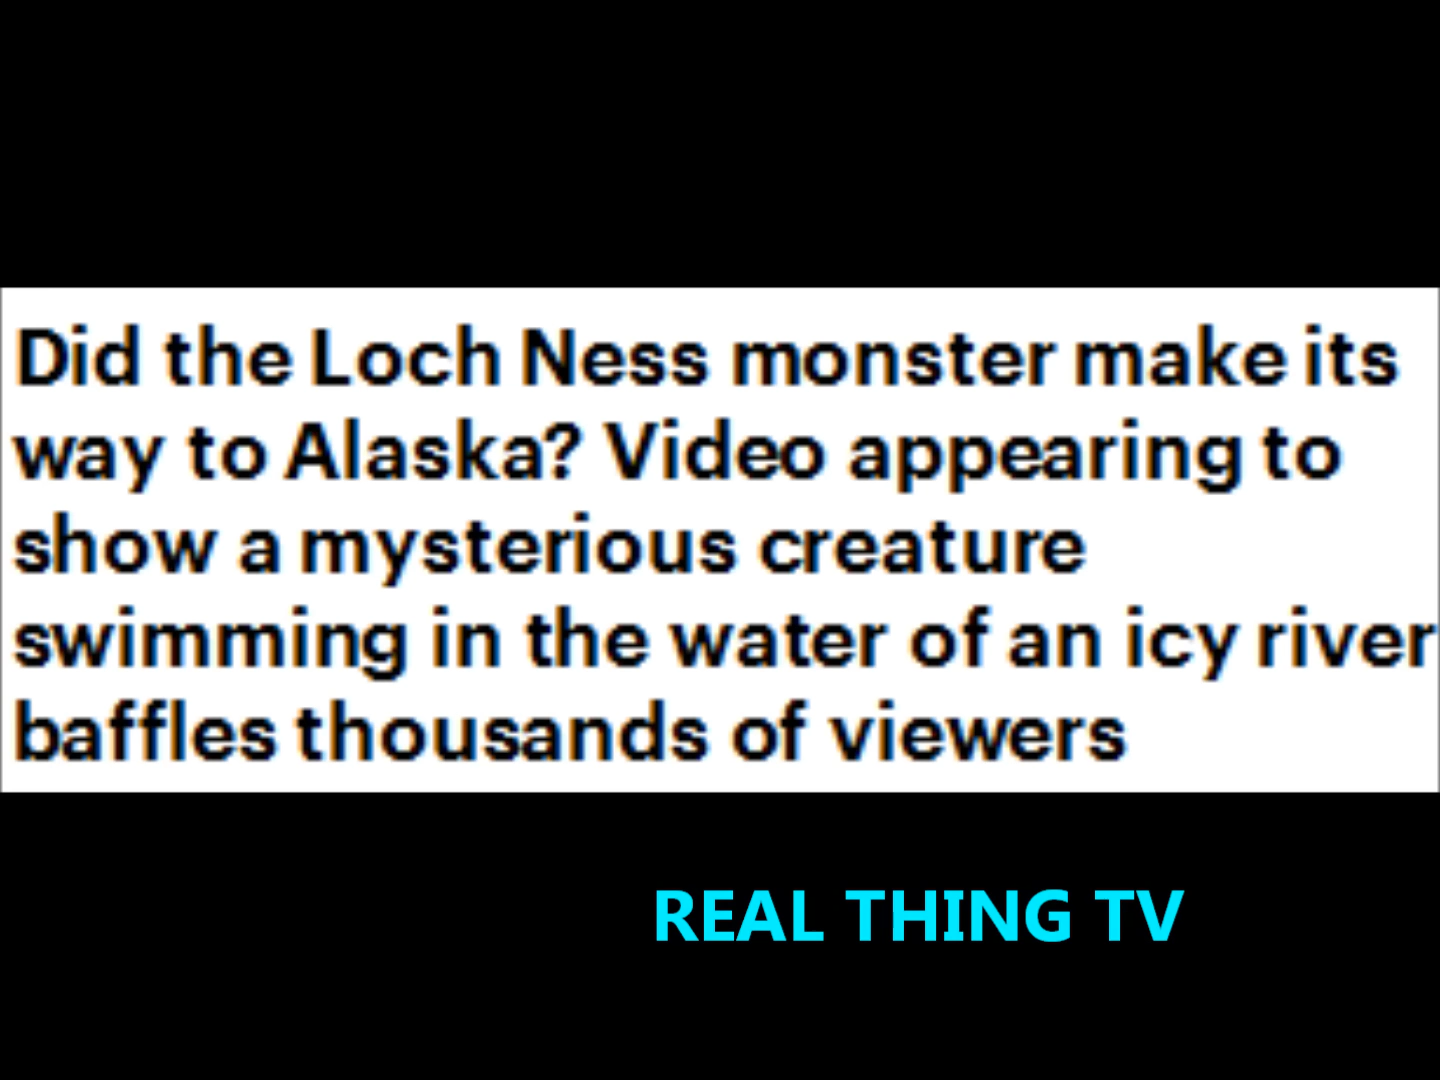 Did the Loch Ness monster make its
way to Alaska? Video appearing to
show a mysterious creature
swimming in the water of an icy river
baffles thousands of viewers
REAL THING TV